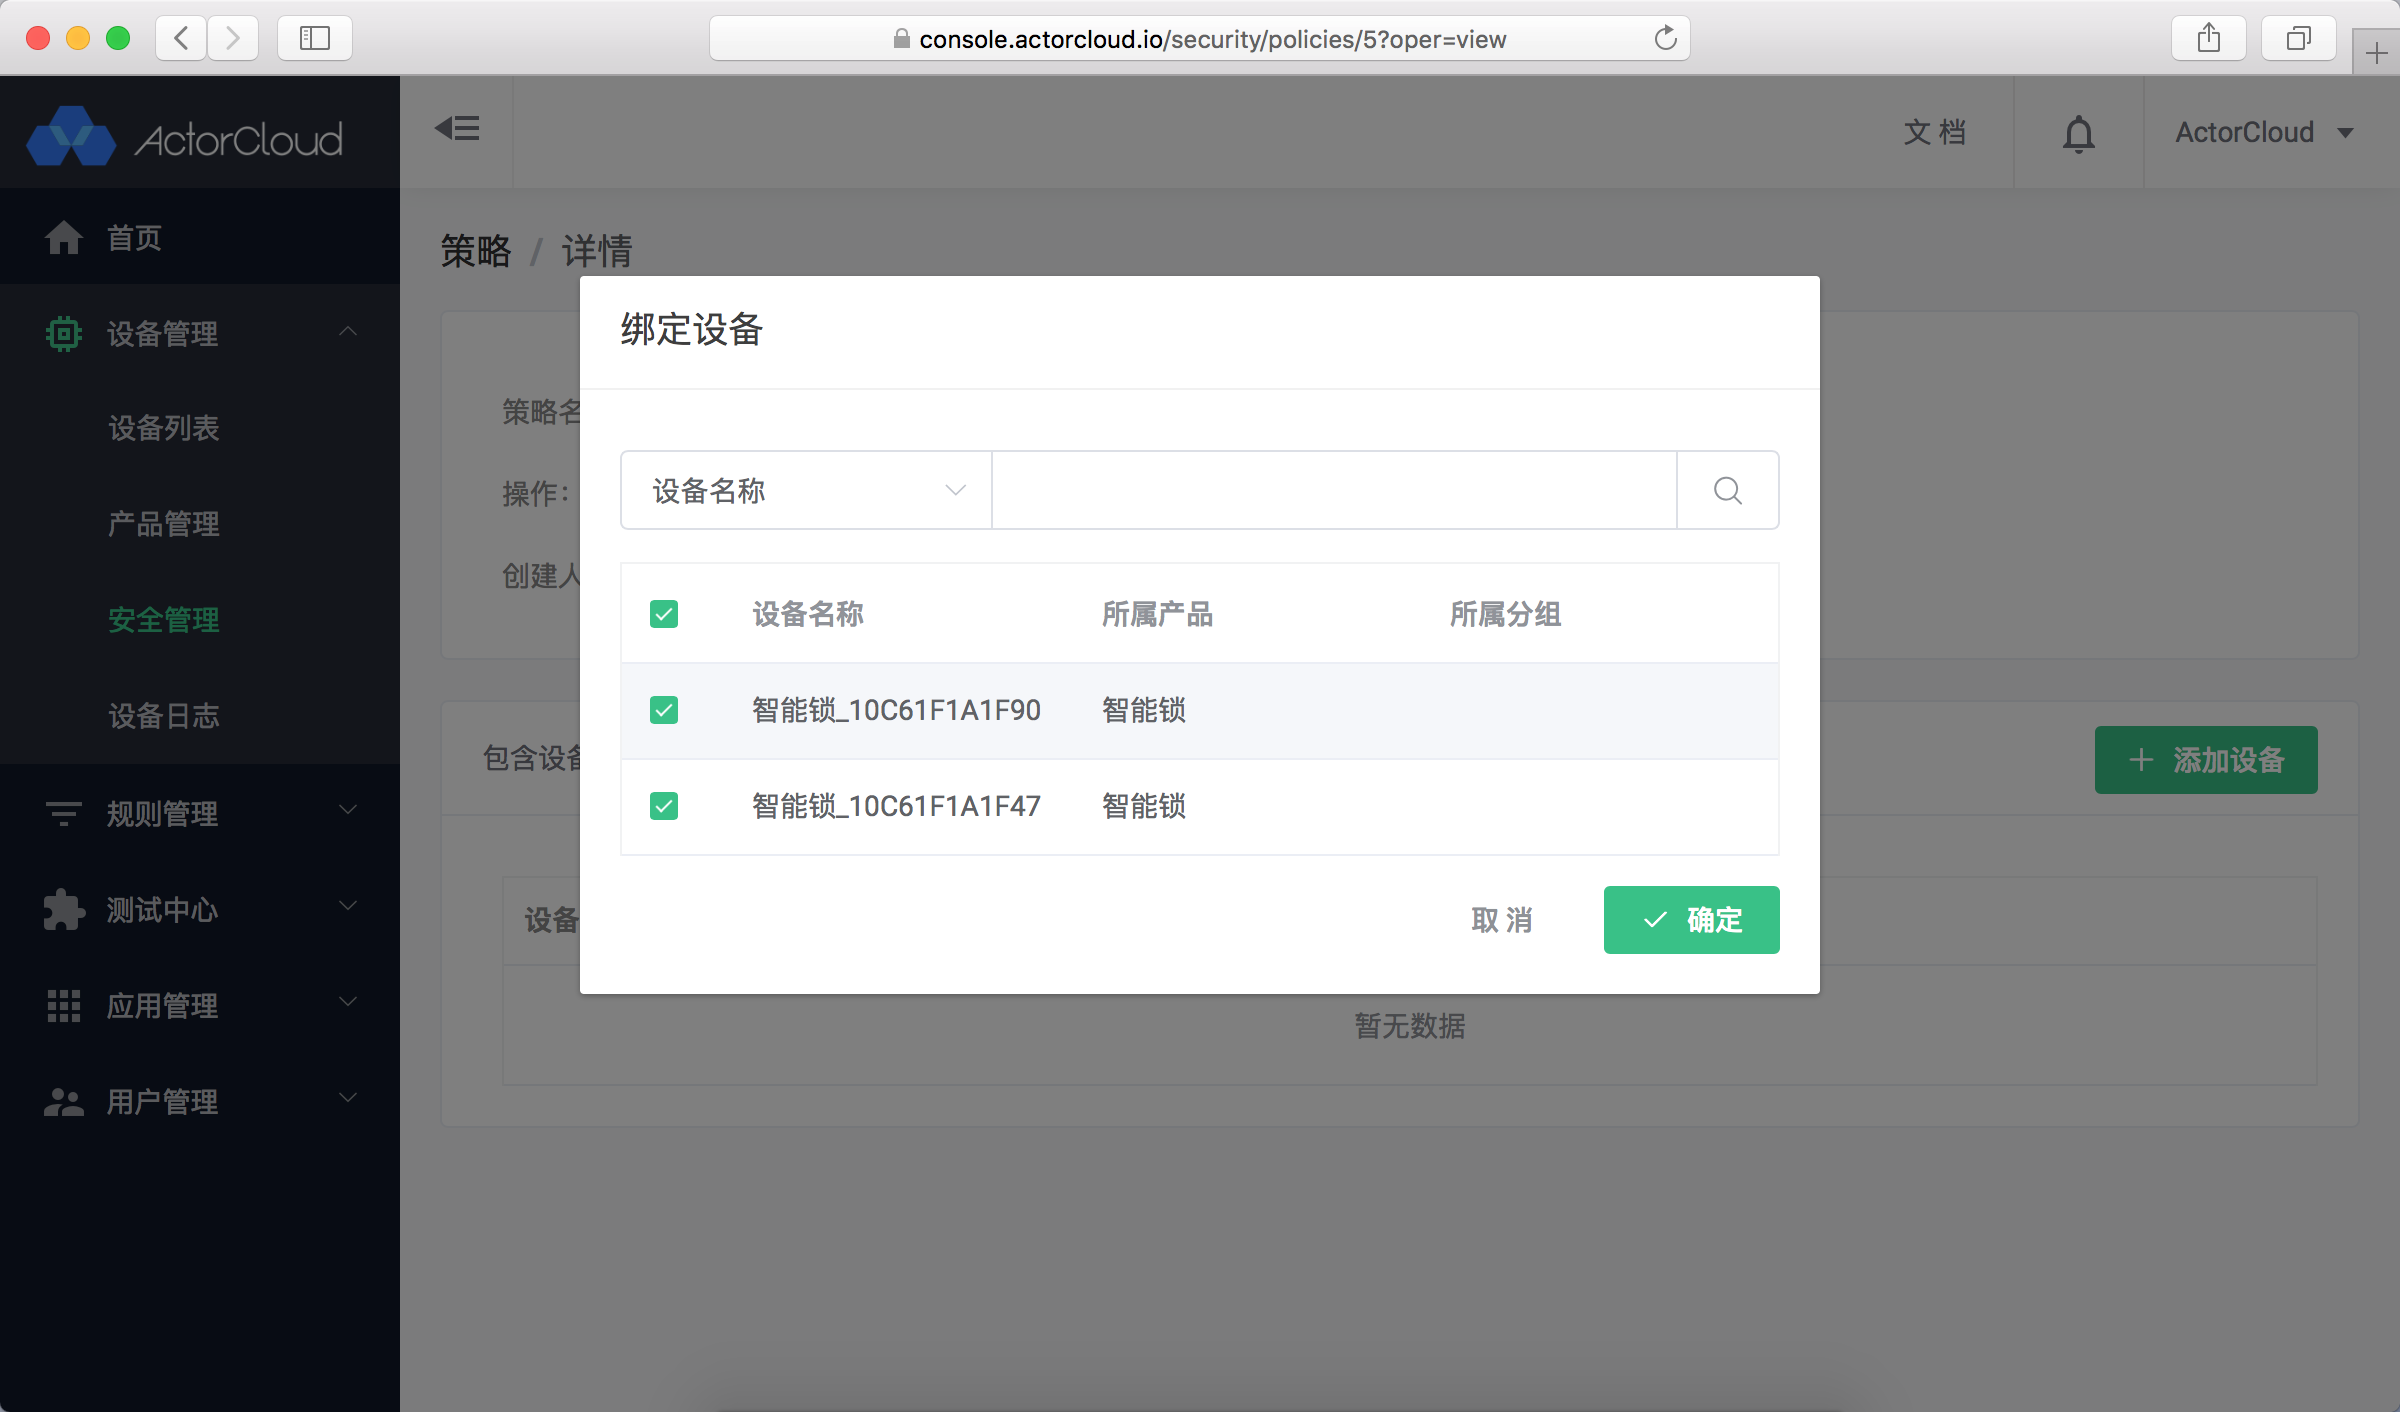 console.actorcloud.io/security/policies/5?oper=view
ActorCloud
文 档
ActorCloud
首页
设备管理
设备列表
产品管理
安全管理
设备日志
规则管理
测试中心
应用管理
用户管理
策略 / 详情
策略名
操作：
创建人
包含设备
添加设备
设备
暂无数据
绑定设备
设备名称
设备名称 所属产品 所属分组
智能锁_10C61F1A1F90 智能锁
智能锁_10C61F1A1F47 智能锁
取 消
确定